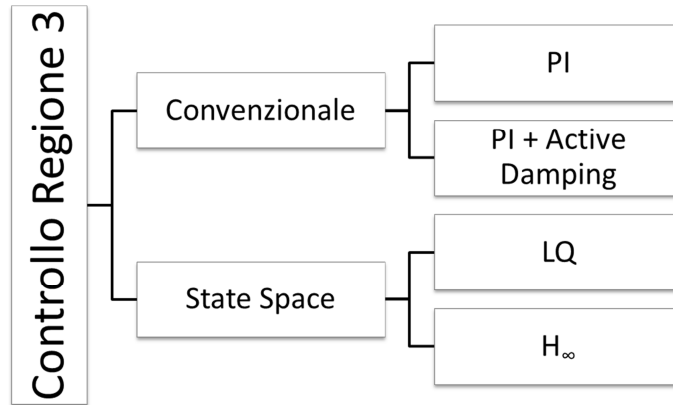 Controllo Regione 3
Convenzionale
PI
PI + Active
Damping
State Space
LQ
H∞